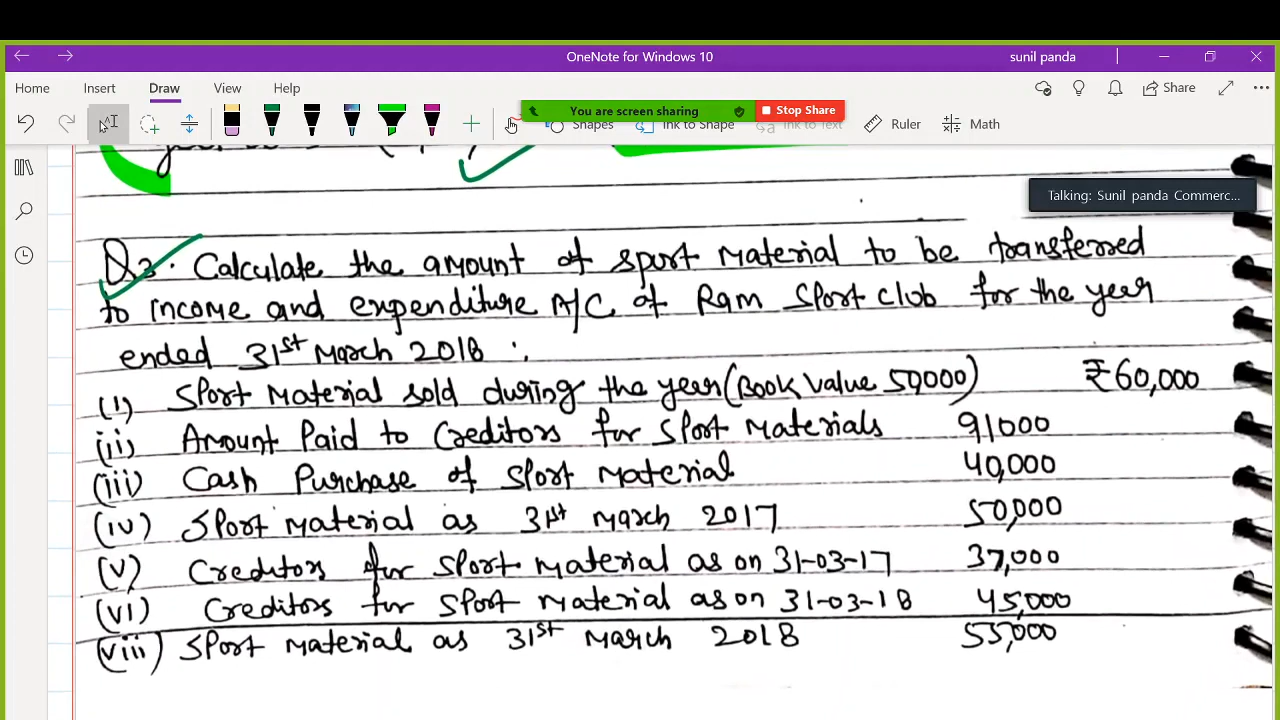 OneNote for Windows 10
sunil panda
Home Insert Draw View Help
You are screen sharing
Stop Share
Share
Shapes
Ink to Shape
Ink to Text
Ruler
Math
Talking: Sunil panda Commerc...
Q3. Calculate the amount of sport material to be transferred
to income and expenditure A/C of Ram Sport club for the year
ended 31st March 2018 :
(i) Sport Material sold during the year (Book Value 50,000) ₹60,000
(ii) Amount Paid to Creditors for Sport Materials 91000
(iii) Cash Purchase of Sport Material 40,000
(iv) Sport material as 31st March 2017 50,000
(v) Creditors for Sport material as on 31-03-17 37,000
(vi) Creditors for Sport material as on 31-03-18 45,000
(viii) Sport material as 31st March 2018 55,000